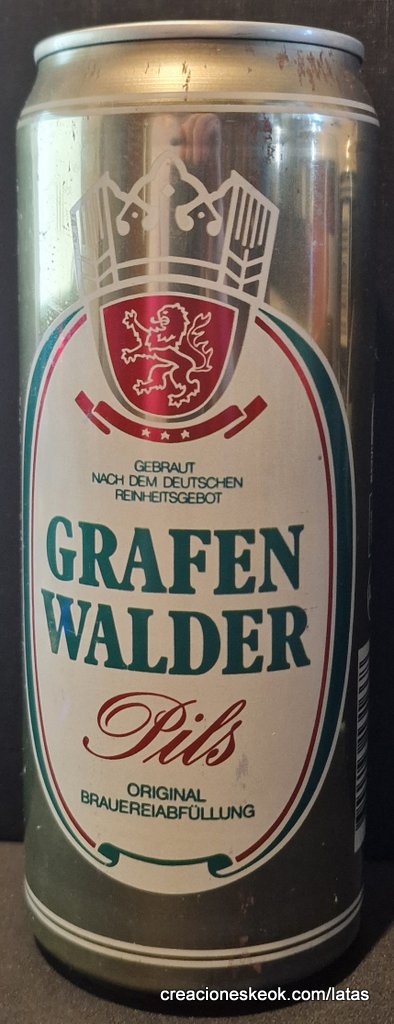 GEBRAUT
NACH DEM DEUTSCHEN
REINHEITSGEBOT
GRAFEN
WALDER
Pils
ORIGINAL
BRAUEREIABFÜLLUNG
creacioneskeok.com/latas